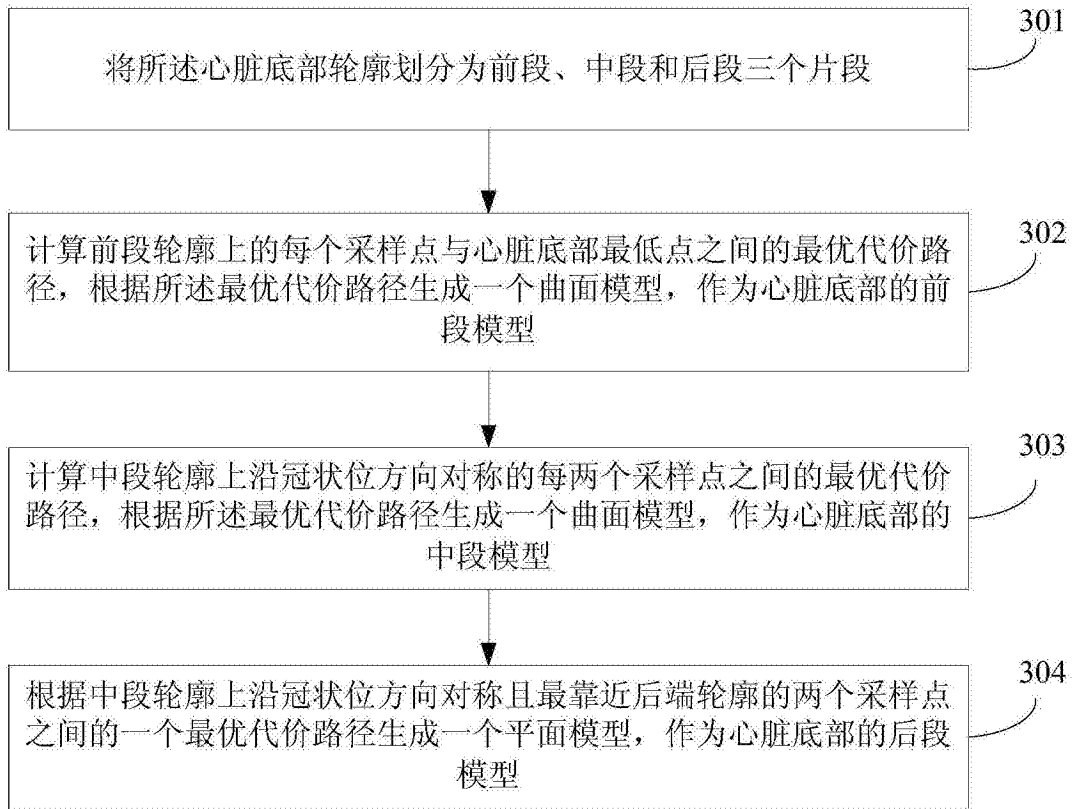 301
将所述心脏底部轮廓划分为前段、中段和后段三个片段
302
计算前段轮廓上的每个采样点与心脏底部最低点之间的最优代价路
径，根据所述最优代价路径生成一个曲面模型，作为心脏底部的前
段模型
303
计算中段轮廓上沿冠状位方向对称的每两个采样点之间的最优代价
路径，根据所述最优代价路径生成一个曲面模型，作为心脏底部的
中段模型
304
根据中段轮廓上沿冠状位方向对称且最靠近后端轮廓的两个采样点
之间的一个最优代价路径生成一个平面模型，作为心脏底部的后段
模型